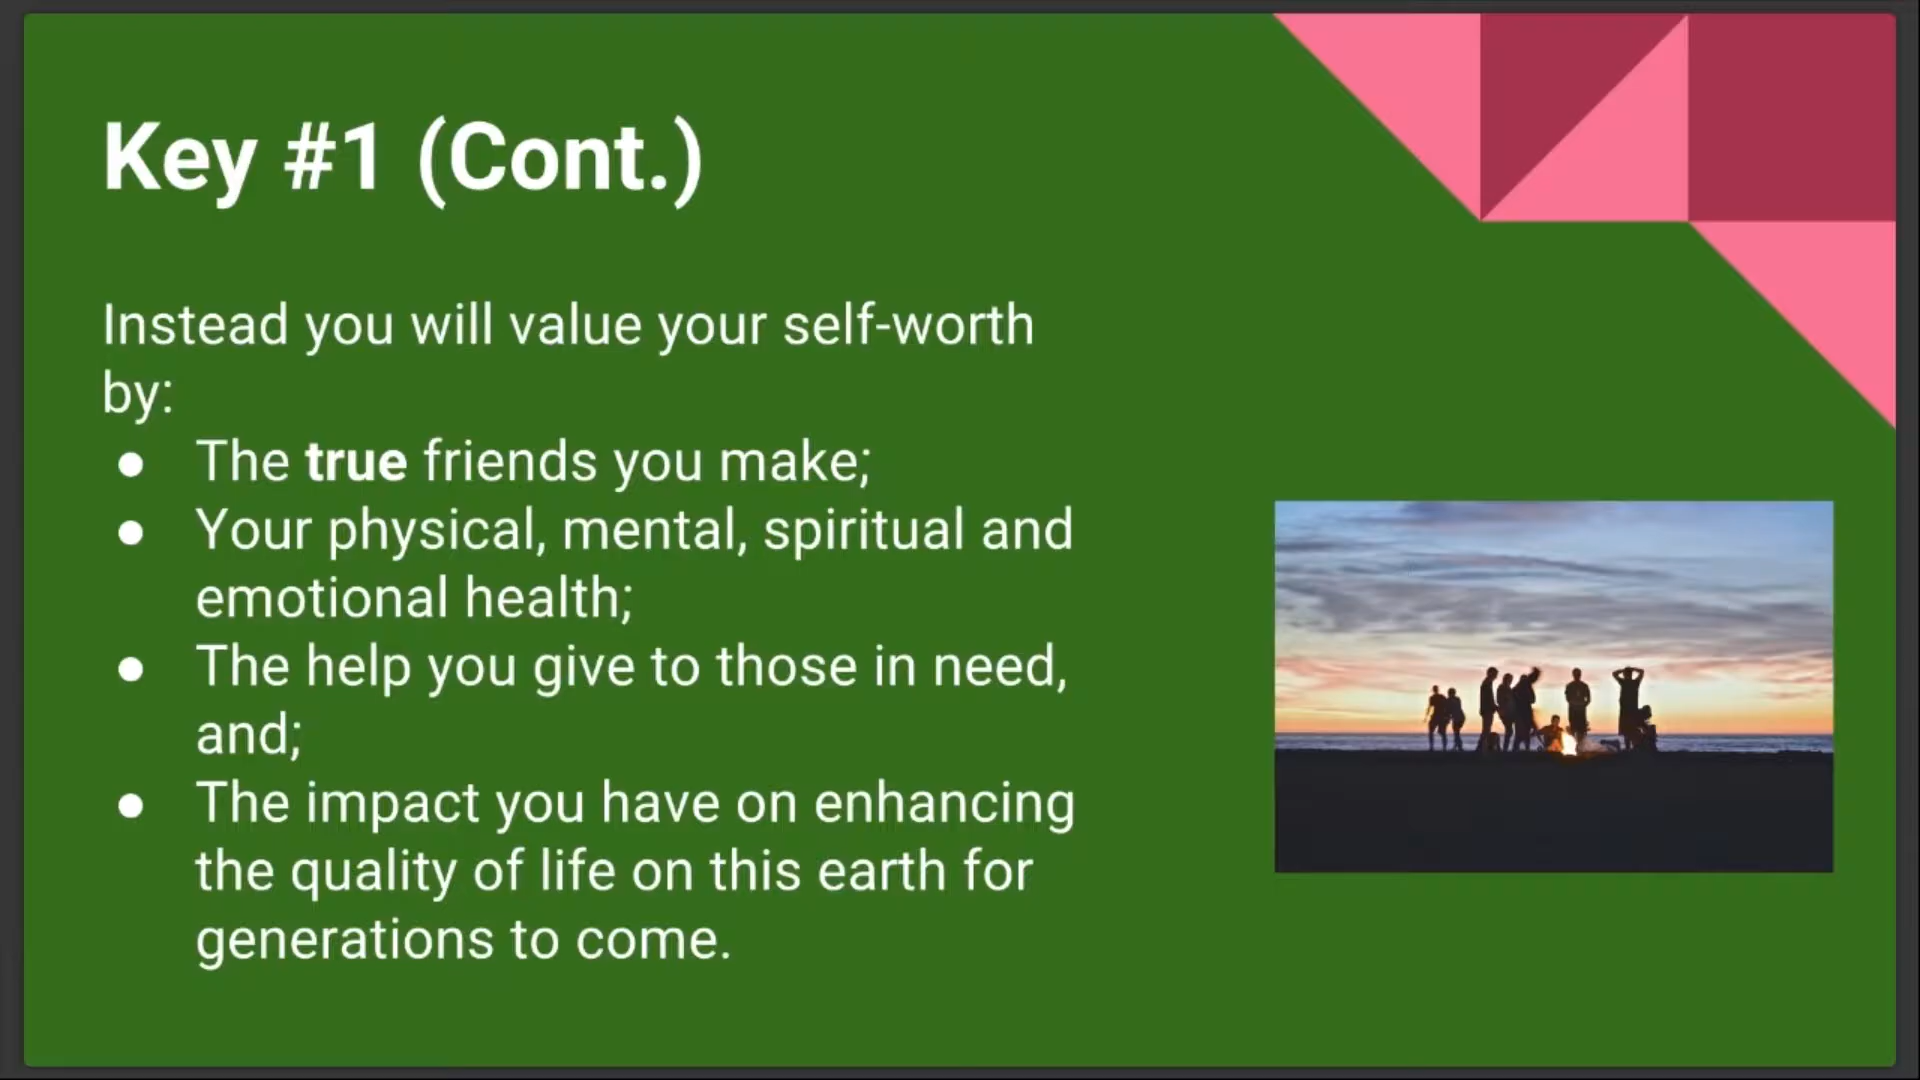 Key #1 (Cont.)
Instead you will value your self-worth
by:
● The true friends you make;
● Your physical, mental, spiritual and
emotional health;
● The help you give to those in need,
and;
● The impact you have on enhancing
the quality of life on this earth for
generations to come.